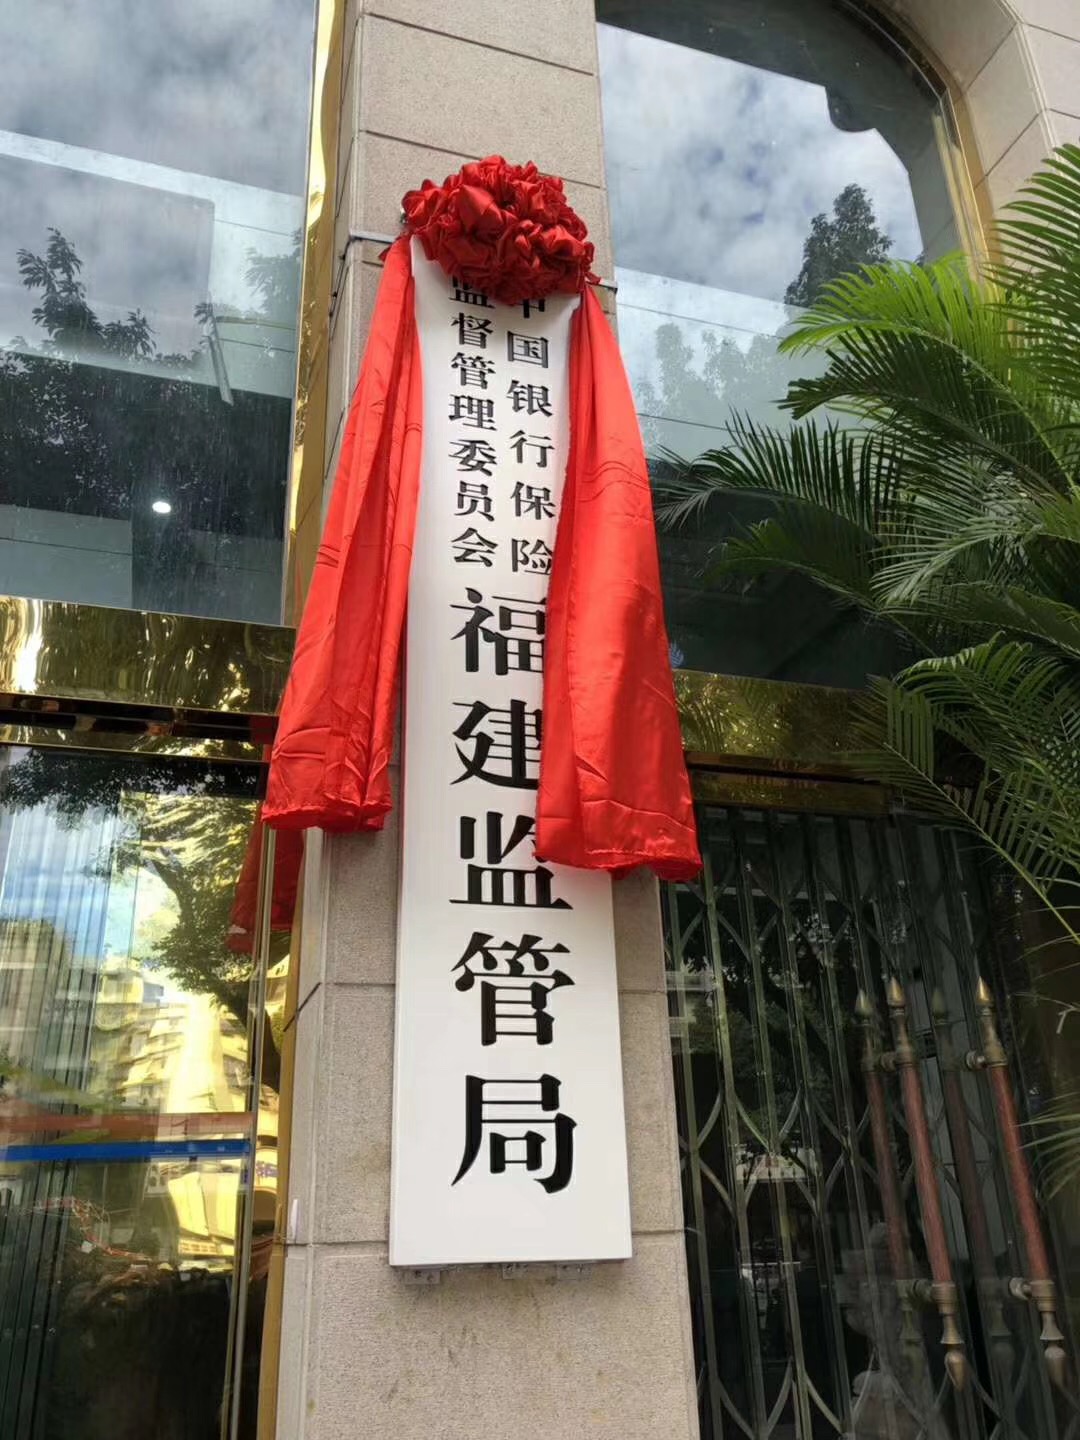 中国银行保险
监督管理委员会
福建监管局